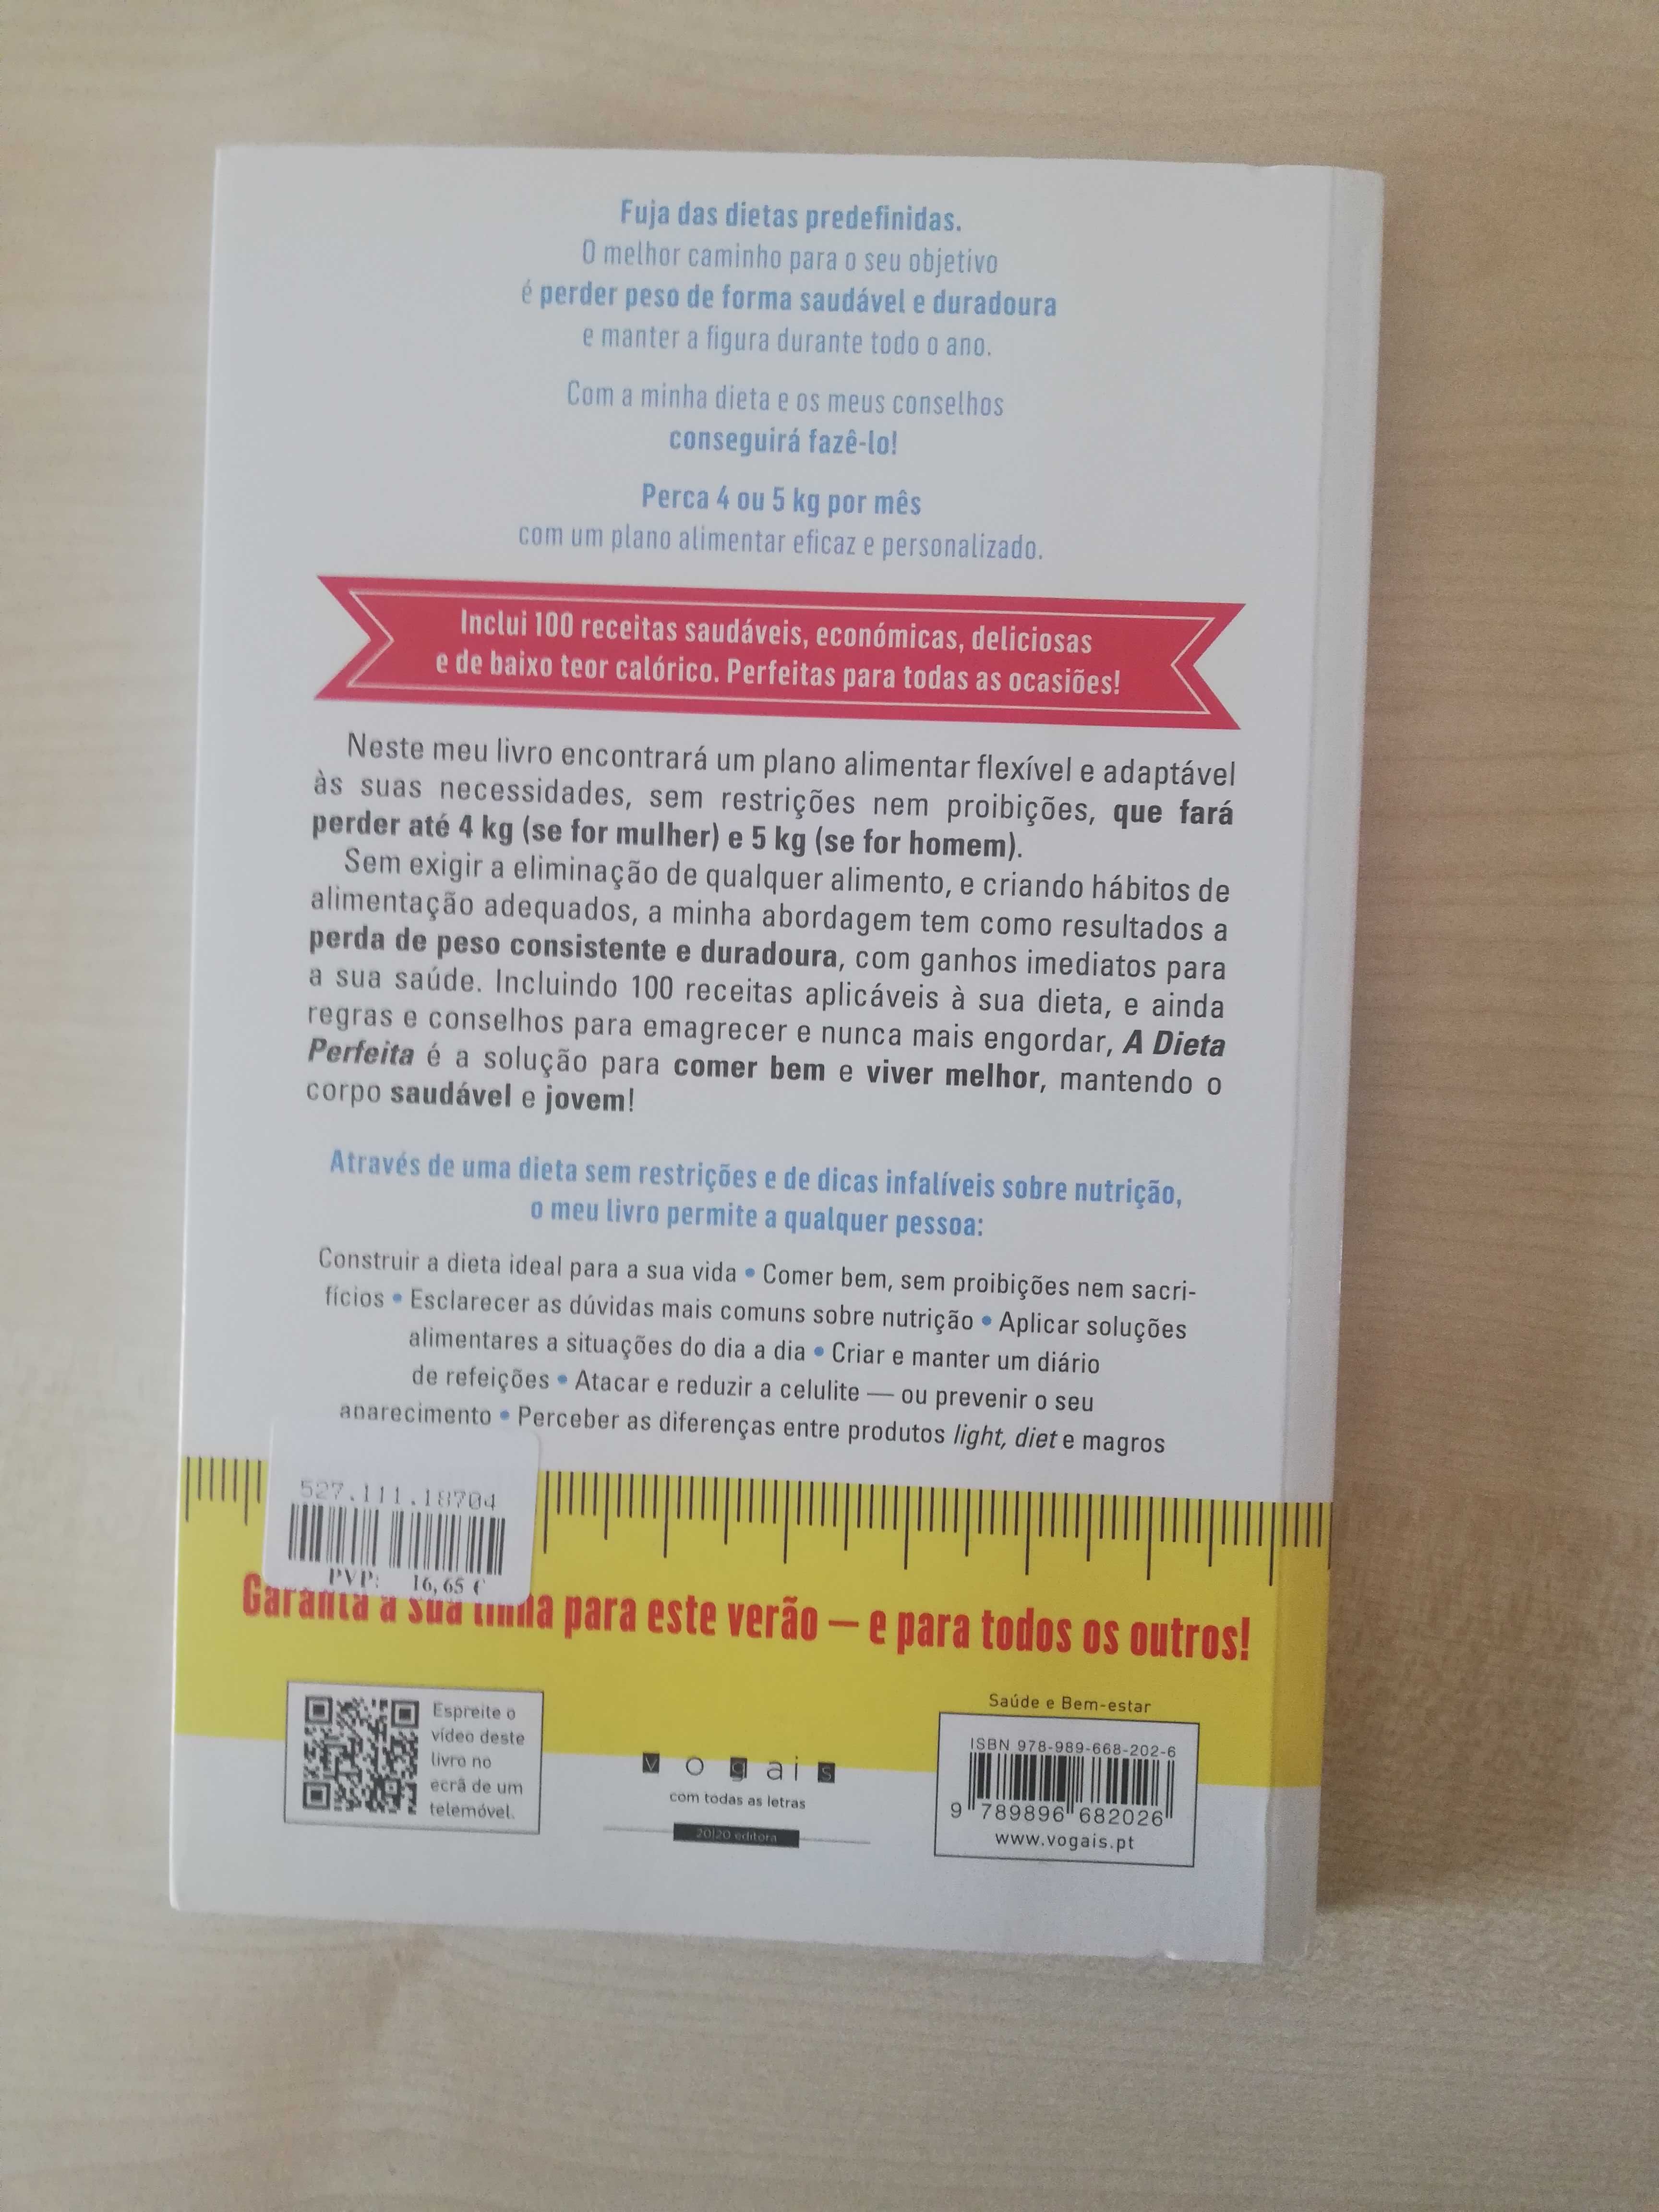 Fuja das dietas predefinidas.
O melhor caminho para o seu objetivo
é perder peso de forma saudável e duradoura
e manter a figura durante todo o ano.
Com a minha dieta e os meus conselhos
conseguirá fazê-lo!
Perca 4 ou 5 kg por mês
com um plano alimentar eficaz e personalizado.
Inclui 100 receitas saudáveis, económicas, deliciosas
e de baixo teor calórico. Perfeitas para todas as ocasiões!
Neste meu livro encontrará um plano alimentar flexível e adaptável
às suas necessidades, sem restrições nem proibições, que fará
perder até 4 kg (se for mulher) e 5 kg (se for homem).
Sem exigir a eliminação de qualquer alimento, e criando hábitos de
alimentação adequados, a minha abordagem tem como resultados a
perda de peso consistente e duradoura, com ganhos imediatos para
a sua saúde. Incluindo 100 receitas aplicáveis à sua dieta, e ainda
regras e conselhos para emagrecer e nunca mais engordar, A Dieta
Perfeita é a solução para comer bem e viver melhor, mantendo o
corpo saudável e jovem!
Através de uma dieta sem restrições e de dicas infalíveis sobre nutrição,
o meu livro permite a qualquer pessoa:
Construir a dieta ideal para a sua vida • Comer bem, sem proibições nem sacri-
fícios • Esclarecer as dúvidas mais comuns sobre nutrição • Aplicar soluções
alimentares a situações do dia a dia • Criar e manter um diário
de refeições • Atacar e reduzir a celulite — ou prevenir o seu
aparecimento • Perceber as diferenças entre produtos light, diet e magros
527.111.18704
PVP: 16,65 €
Garanta a sua linha para este verão — e para todos os outros!
Espreite o
vídeo deste
livro no
ecrã de um
telemóvel.
vogais
com todas as letras
20|20 editora
Saúde e Bem-estar
ISBN 978-989-668-202-6
9 789896 682026
www.vogais.pt